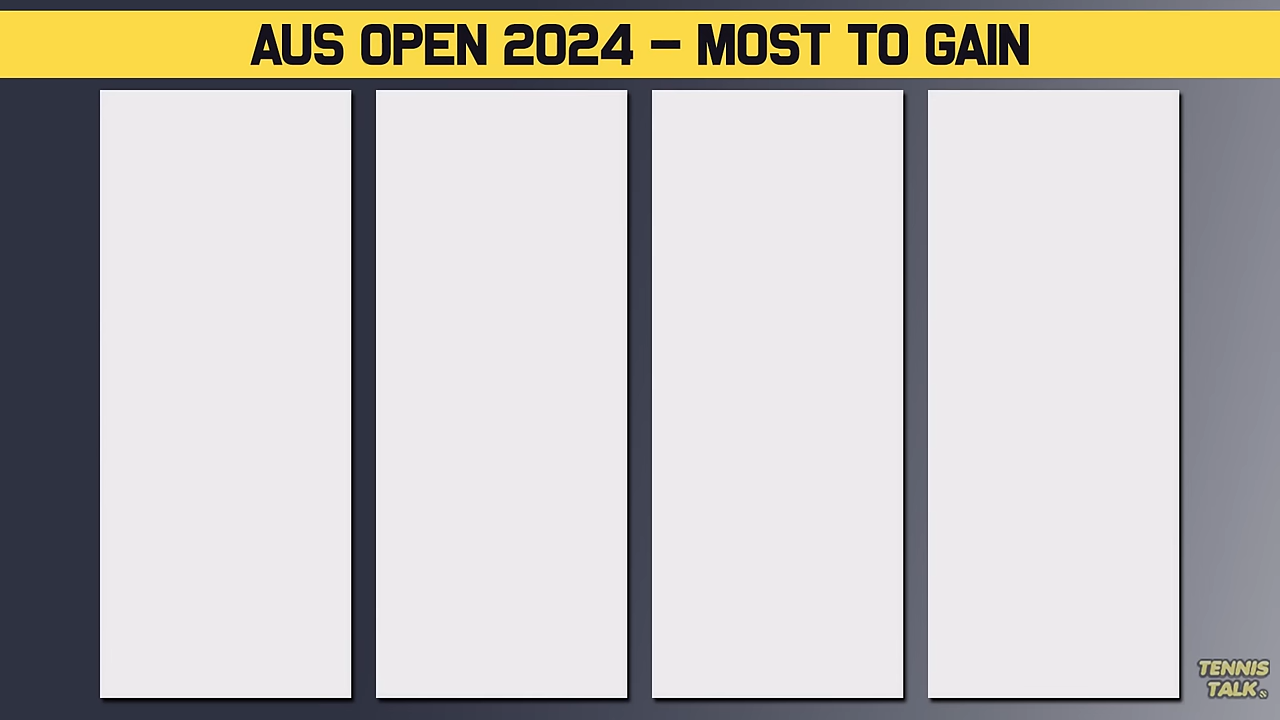 AUS OPEN 2024 – MOST TO GAIN
TENNIS
TALK